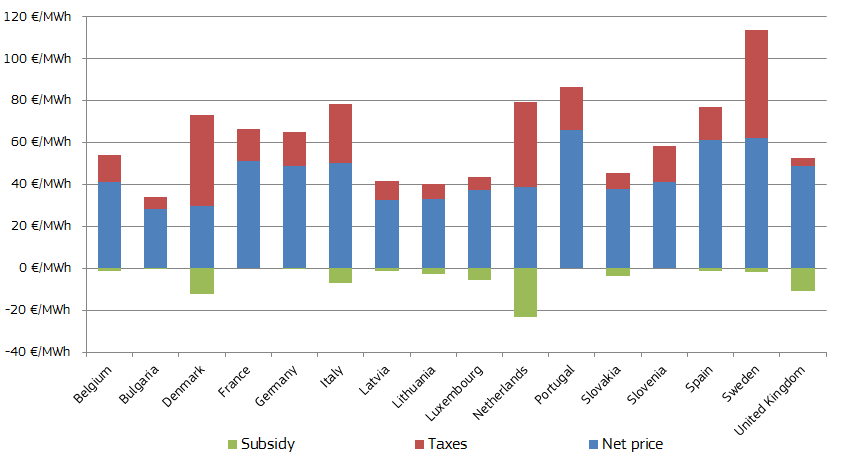 120 €/MWh
100 €/MWh
80 €/MWh
60 €/MWh
40 €/MWh
20 €/MWh
0 €/MWh
-20 €/MWh
-40 €/MWh
Belgium
Bulgaria
Denmark
France
Germany
Italy
Latvia
Lithuania
Luxembourg
Netherlands
Portugal
Slovakia
Slovenia
Spain
Sweden
United Kingdom
Subsidy Taxes Net price